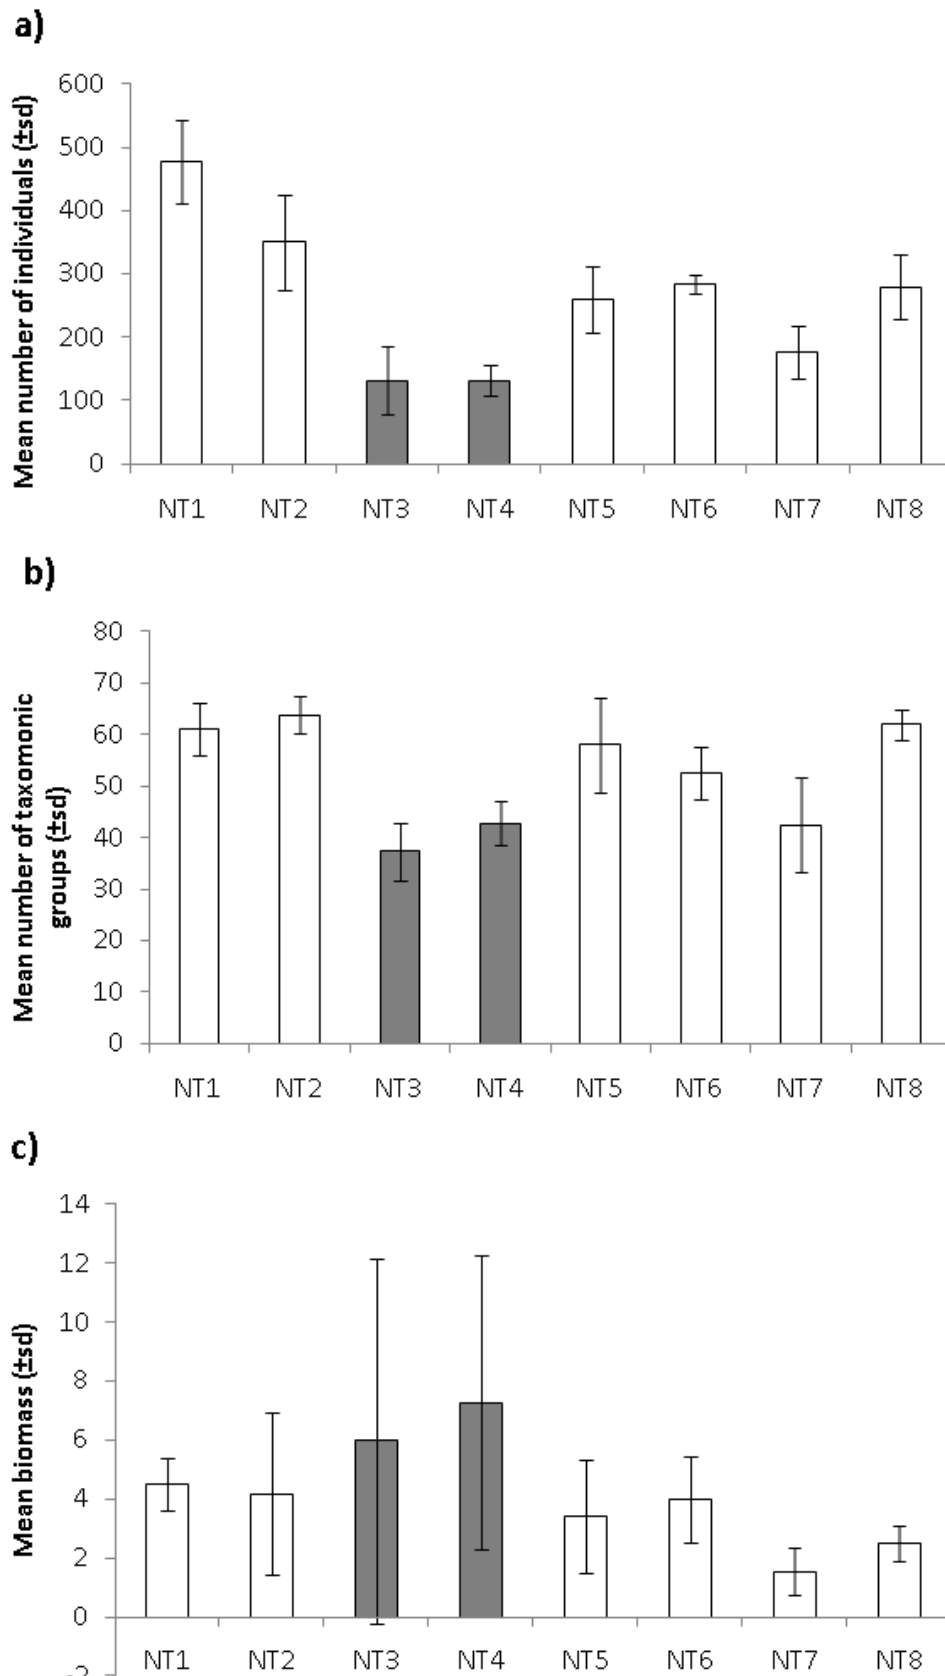 a)
Mean number of individuals (±sd)
600
500
400
300
200
100
0
NT1 NT2 NT3 NT4 NT5 NT6 NT7 NT8
b)
Mean number of taxomonic
groups (±sd)
80
70
60
50
40
30
20
10
0
NT1 NT2 NT3 NT4 NT5 NT6 NT7 NT8
c)
Mean biomass (±sd)
14
12
10
8
6
4
2
0
-2
NT1 NT2 NT3 NT4 NT5 NT6 NT7 NT8